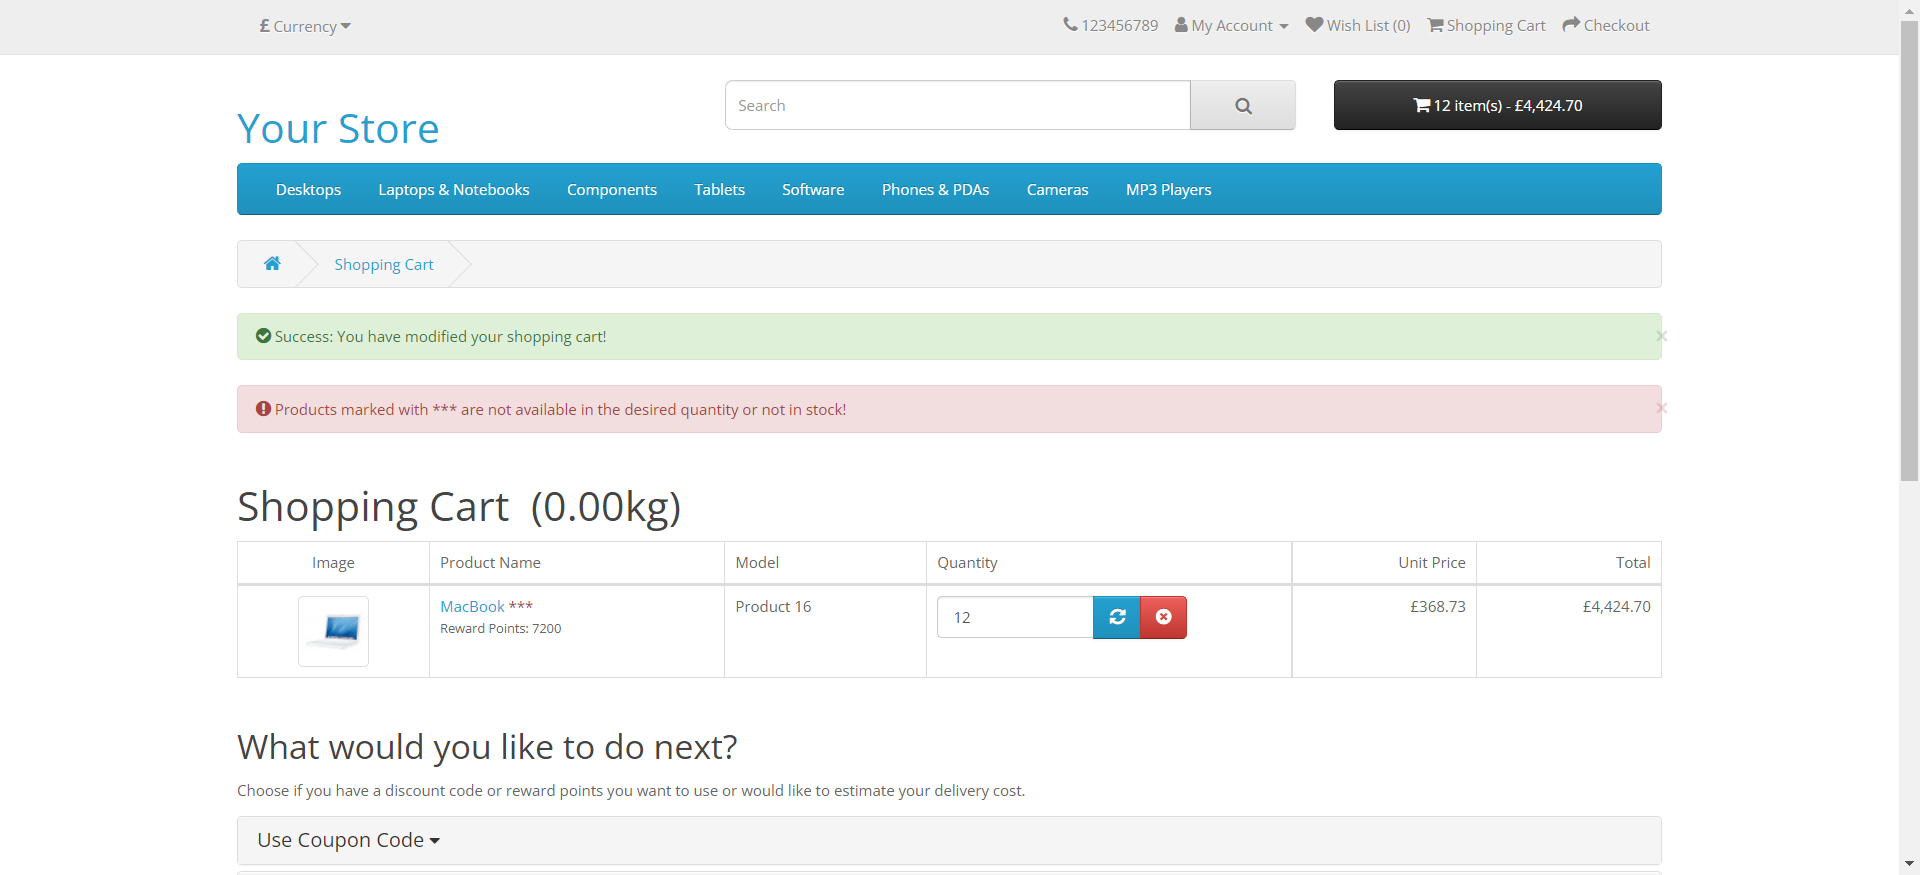 £ Currency
123456789 My Account Wish List (0) Shopping Cart Checkout
Search
12 item(s) - £4,424.70
Your Store
Desktops Laptops & Notebooks Components Tablets Software Phones & PDAs Cameras MP3 Players
Shopping Cart
Success: You have modified your shopping cart!
×
Products marked with *** are not available in the desired quantity or not in stock!
×
Shopping Cart (0.00kg)
Image Product Name Model Quantity Unit Price Total
MacBook *** Product 16 12 £368.73 £4,424.70
Reward Points: 7200
What would you like to do next?
Choose if you have a discount code or reward points you want to use or would like to estimate your delivery cost.
Use Coupon Code